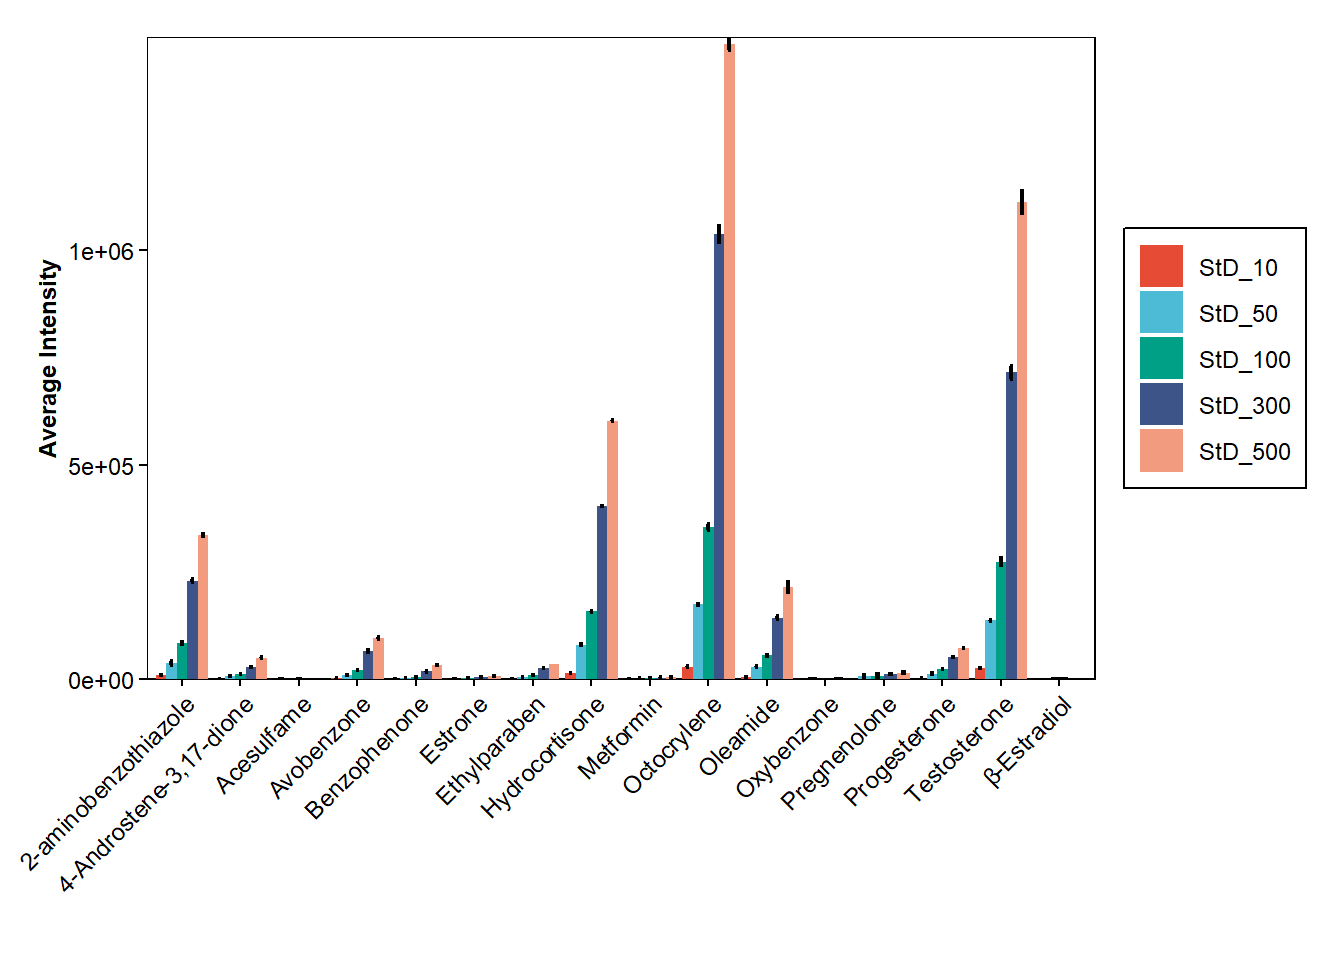 Average Intensity
1e+06
5e+05
0e+00
2-aminobenzothiazole
4-Androstene-3,17-dione
Acesulfame
Avobenzone
Benzophenone
Estrone
Ethylparaben
Hydrocortisone
Metformin
Octocrylene
Oleamide
Oxybenzone
Pregnenolone
Progesterone
Testosterone
β-Estradiol
StD_10
StD_50
StD_100
StD_300
StD_500